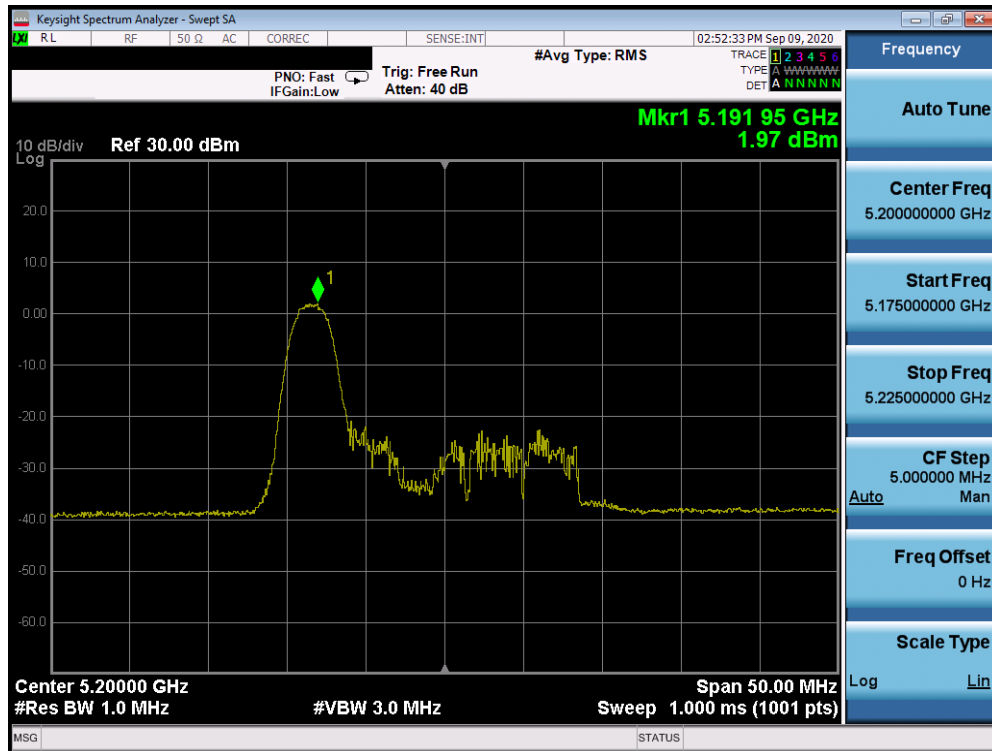 Keysight Spectrum Analyzer - Swept SA
LXI RL RF 50 Ω AC CORREC SENSE:INT 02:52:33 PM Sep 09, 2020
PNO: Fast
IFGain:Low
Trig: Free Run
Atten: 40 dB
#Avg Type: RMS
TRACE 1 2 3 4 5 6
TYPE A WWWWWW
DET A N N N N N
Mkr1 5.191 95 GHz
1.97 dBm
10 dB/div Ref 30.00 dBm
Log
20.0
10.0
1
0.00
-10.0
-20.0
-30.0
-40.0
-50.0
-60.0
Center 5.20000 GHz Span 50.00 MHz
#Res BW 1.0 MHz #VBW 3.0 MHz Sweep 1.000 ms (1001 pts)
MSG STATUS
Frequency
Auto Tune
Center Freq
5.200000000 GHz
Start Freq
5.175000000 GHz
Stop Freq
5.225000000 GHz
CF Step
5.000000 MHz
Auto Man
Freq Offset
0 Hz
Scale Type
Log Lin